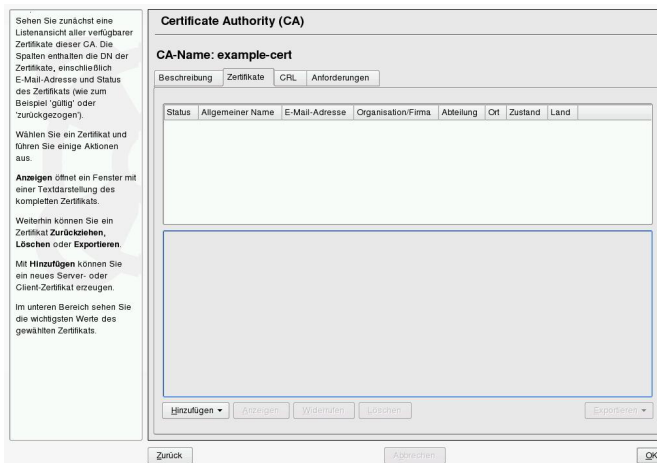 Sehen Sie zunächst eine
Listenansicht aller verfügbarer
Zertifikate dieser CA. Die
Spalten enthalten die DN der
Zertifikate, einschließlich
E-Mail-Adresse und Status
des Zertifikats (wie zum
Beispiel 'gültig' oder
'zurückgezogen').
Wählen Sie ein Zertifikat und
führen Sie einige Aktionen
aus.
Anzeigen öffnet ein Fenster mit
einer Textdarstellung des
kompletten Zertifikats.
Weiterhin können Sie ein
Zertifikat Zurückziehen,
Löschen oder Exportieren.
Mit Hinzufügen können Sie
ein neues Server- oder
Client-Zertifikat erzeugen.
Im unteren Bereich sehen Sie
die wichtigsten Werte des
gewählten Zertifikats.
Certificate Authority (CA)
CA-Name: example-cert
Beschreibung Zertifikate CRL Anforderungen
Status Allgemeiner Name E-Mail-Adresse Organisation/Firma Abteilung Ort Zustand Land
Hinzufügen Anzeigen Widerrufen Löschen Exportieren
Zurück Abbrechen OK